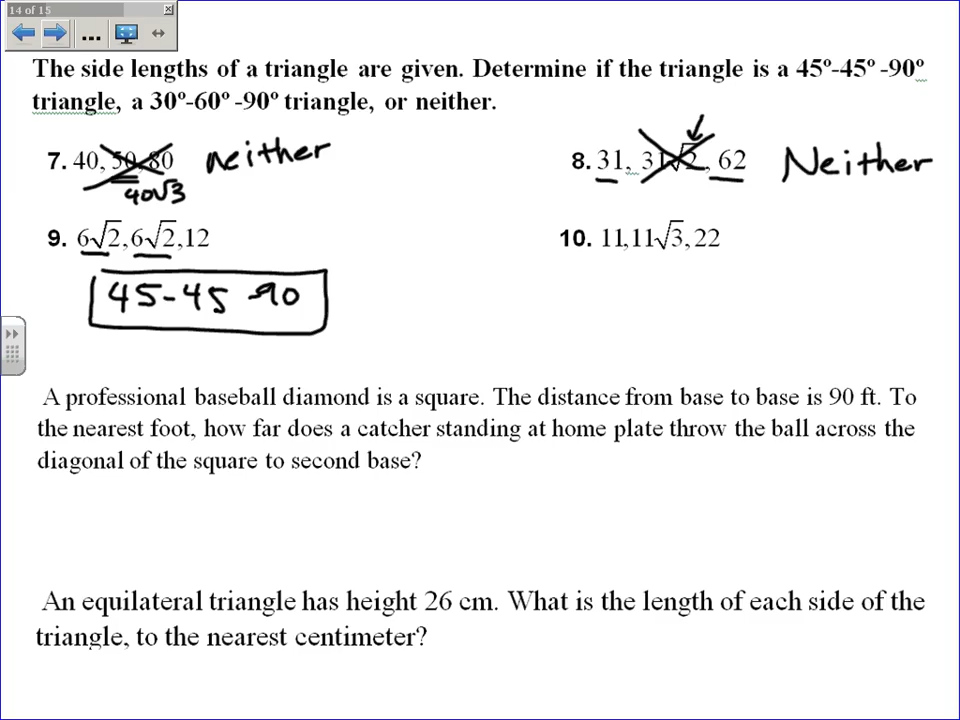 14 of 15
...
The side lengths of a triangle are given. Determine if the triangle is a 45º-45º -90º
triangle, a 30º-60º -90º triangle, or neither.
7. 40, 50, 80 neither
40√3
8. 31, 31√2, 62 Neither
9. 6√2, 6√2, 12
45-45-90
10. 11, 11√3, 22
A professional baseball diamond is a square. The distance from base to base is 90 ft. To
the nearest foot, how far does a catcher standing at home plate throw the ball across the
diagonal of the square to second base?
An equilateral triangle has height 26 cm. What is the length of each side of the
triangle, to the nearest centimeter?